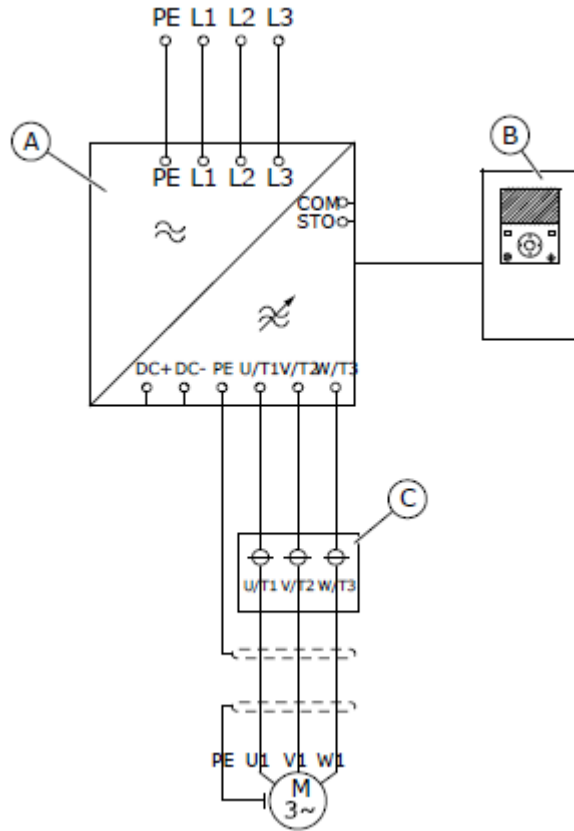 PE L1 L2 L3
A
B
PE L1 L2 L3
COM
STO
DC+ DC- PE U/T1 V/T2 W/T3
C
U/T1 V/T2 W/T3
PE U1 V1 W1
M
3~